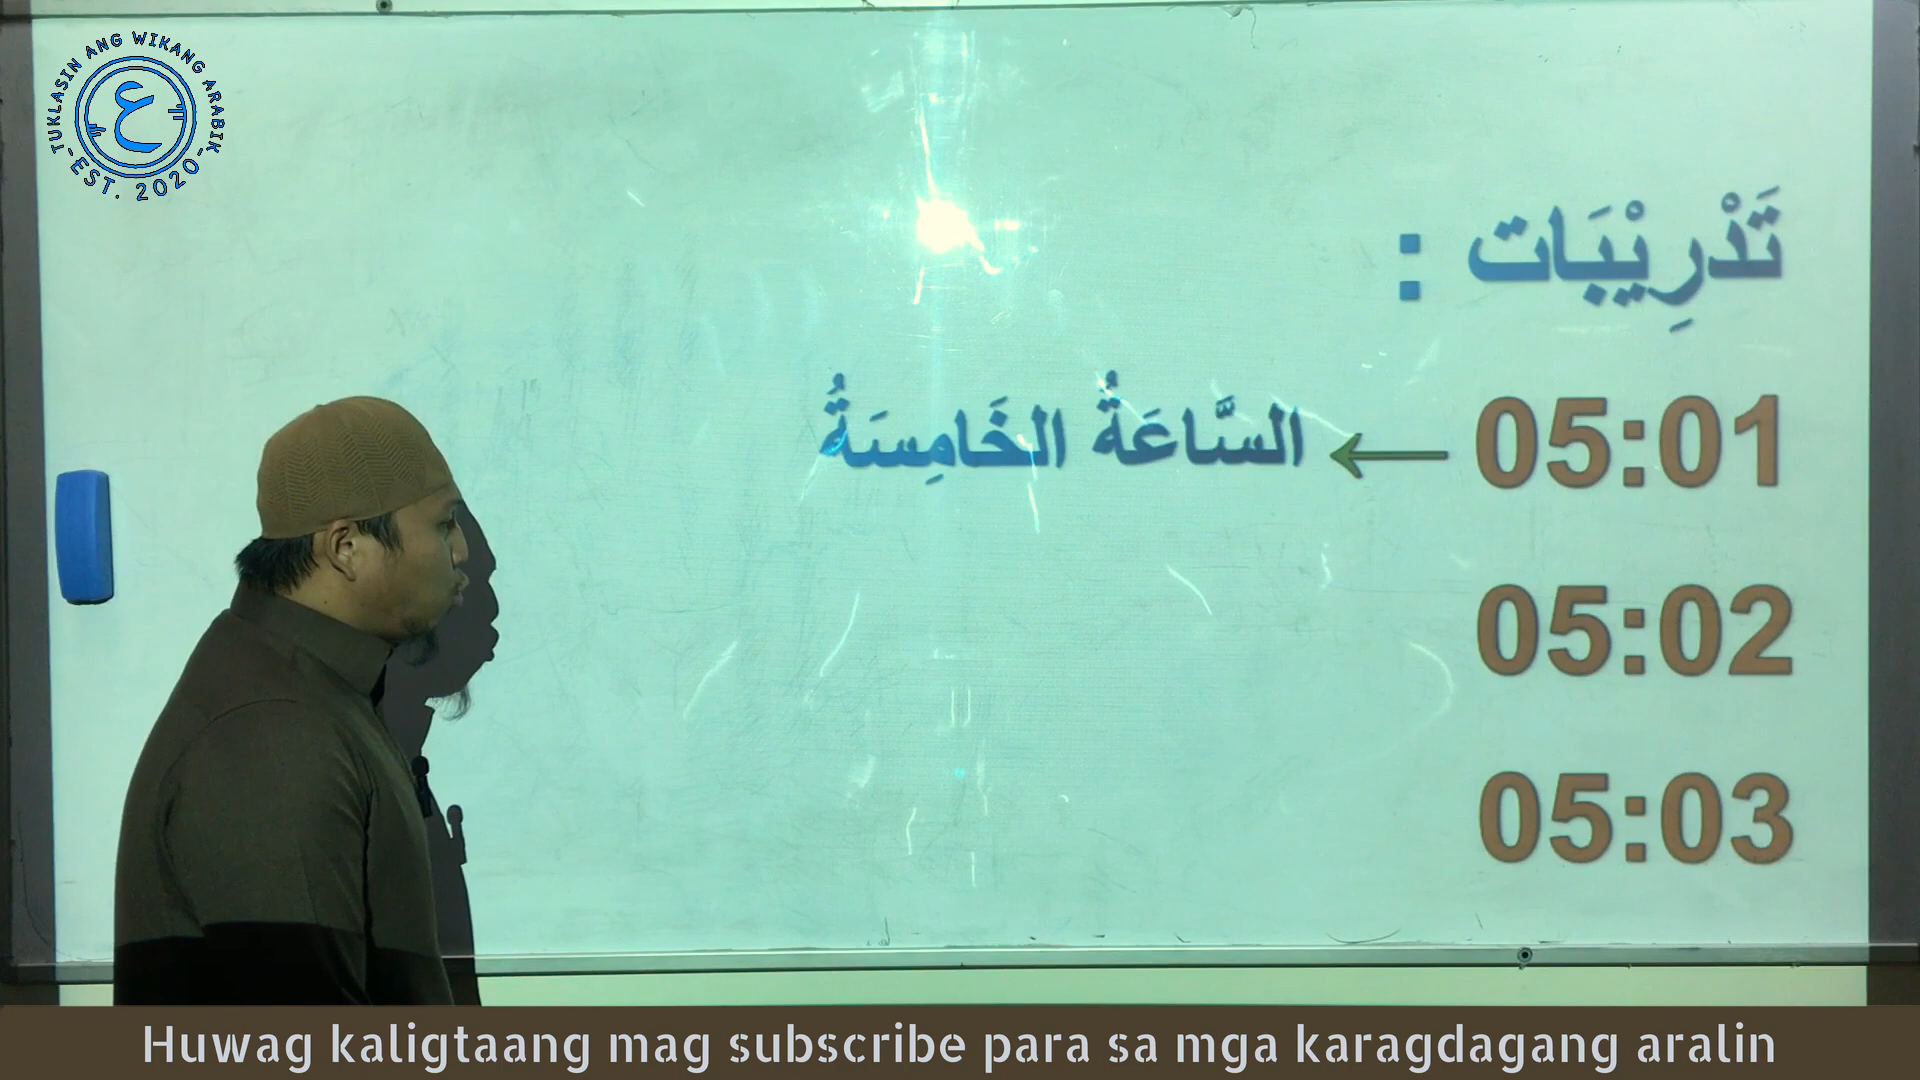 TUKLASIN ANG WIKANG ARABIK
ع
-EST. 2020-
تَدْرِيْبَات :
05:01 ← السَّاعَةُ الخَامِسَةُ
05:02
05:03
Huwag kaligtaang mag subscribe para sa mga karagdagang aralin